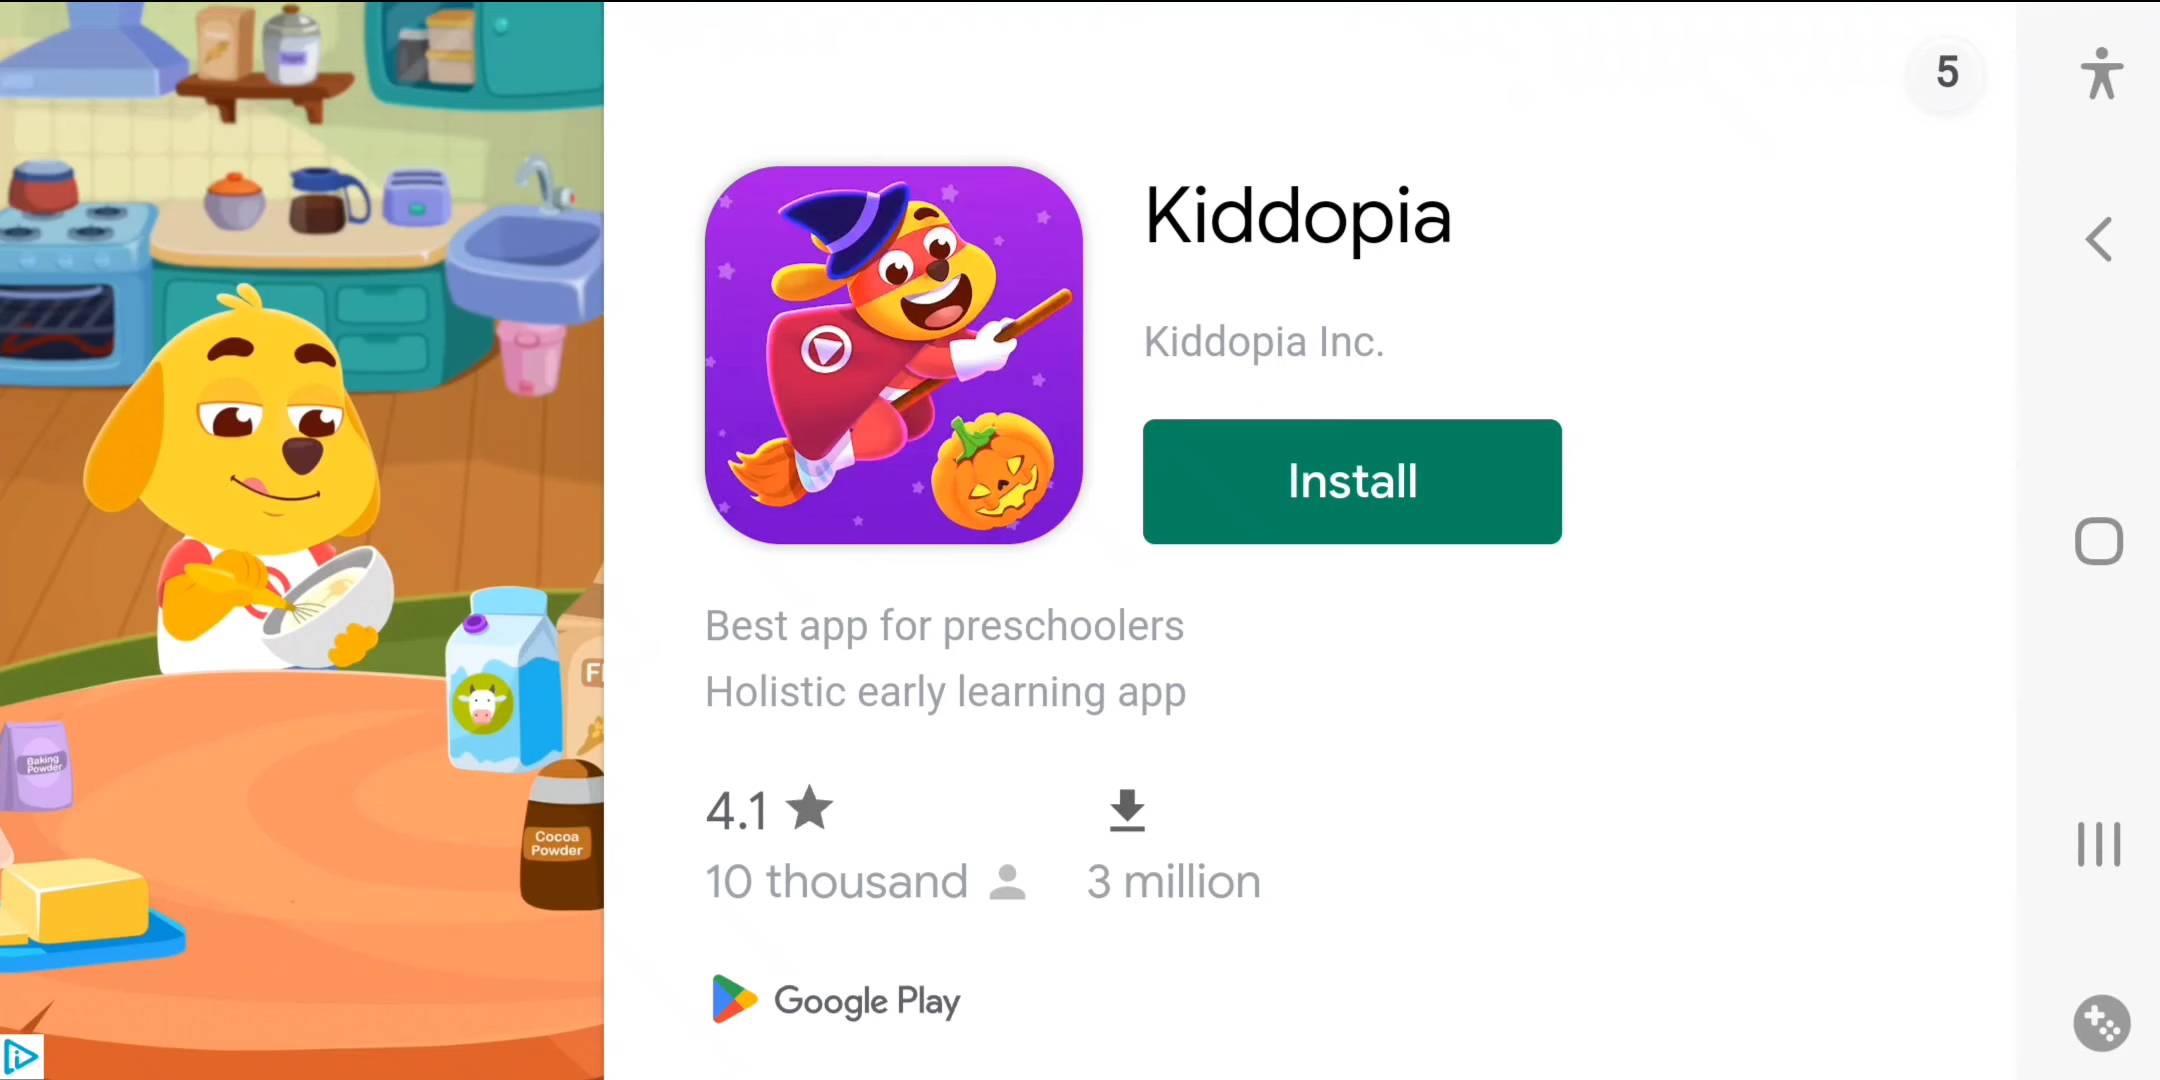 5
Kiddopia
Kiddopia Inc.
Install
Best app for preschoolers
Holistic early learning app
4.1
10 thousand
3 million
Google Play
Baking
Powder
Cocoa
Powder